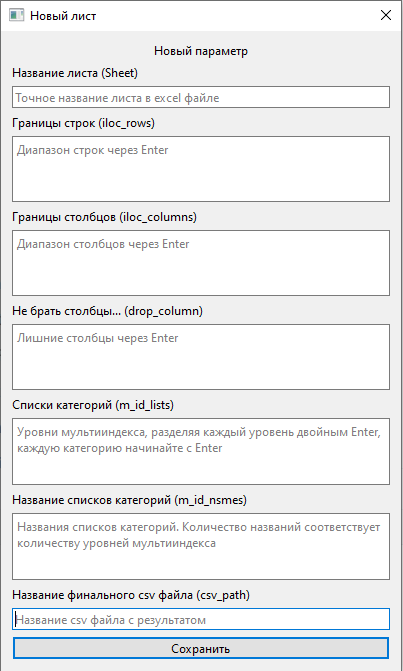 Новый лист
Новый параметр
Название листа (Sheet)
Точное название листа в excel файле
Границы строк (iloc_rows)
Диапазон строк через Enter
Границы столбцов (iloc_columns)
Диапазон столбцов через Enter
Не брать столбцы... (drop_column)
Лишние столбцы через Enter
Списки категорий (m_id_lists)
Уровни мультииндекса, разделяя каждый уровень двойным Enter,
каждую категорию начинайте с Enter
Название списков категорий (m_id_nsmes)
Названия списков категорий. Количество названий соответствует
количеству уровней мультииндекса
Название финального csv файла (csv_path)
Название csv файла с результатом
Сохранить